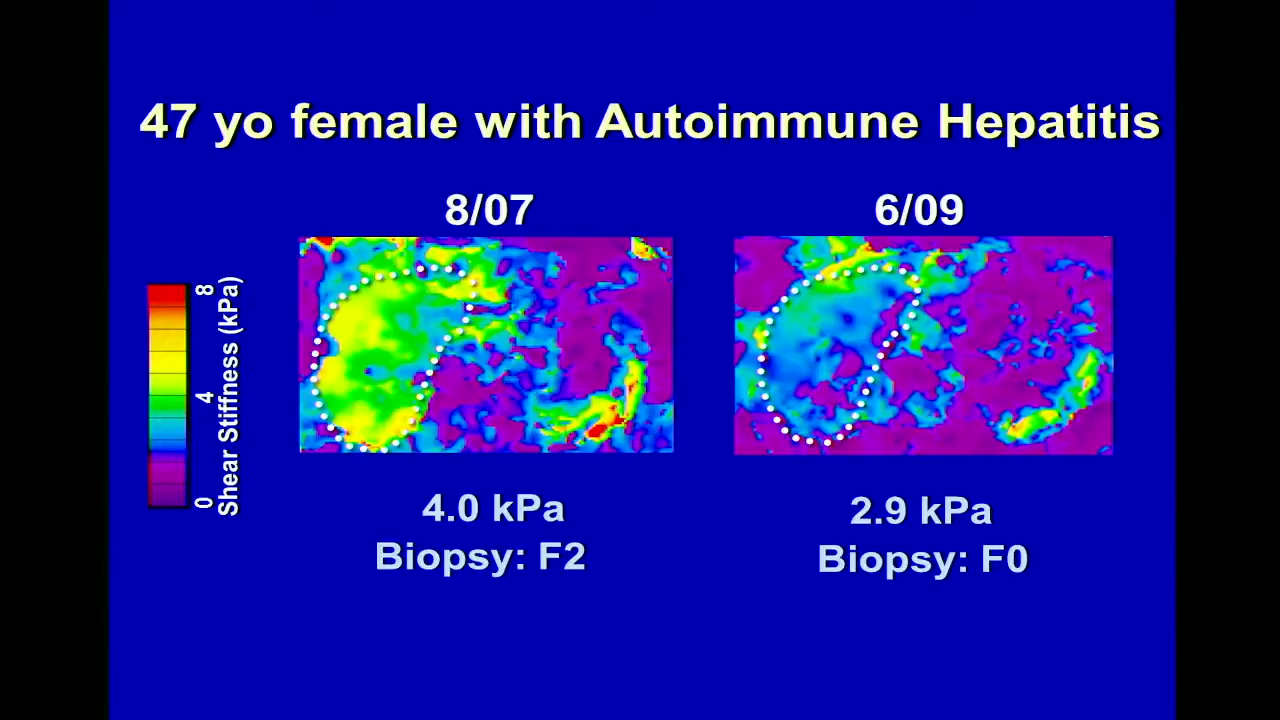 47 yo female with Autoimmune Hepatitis
8/07
6/09
8
4
0
Shear Stiffness (kPa)
4.0 kPa
Biopsy: F2
2.9 kPa
Biopsy: F0